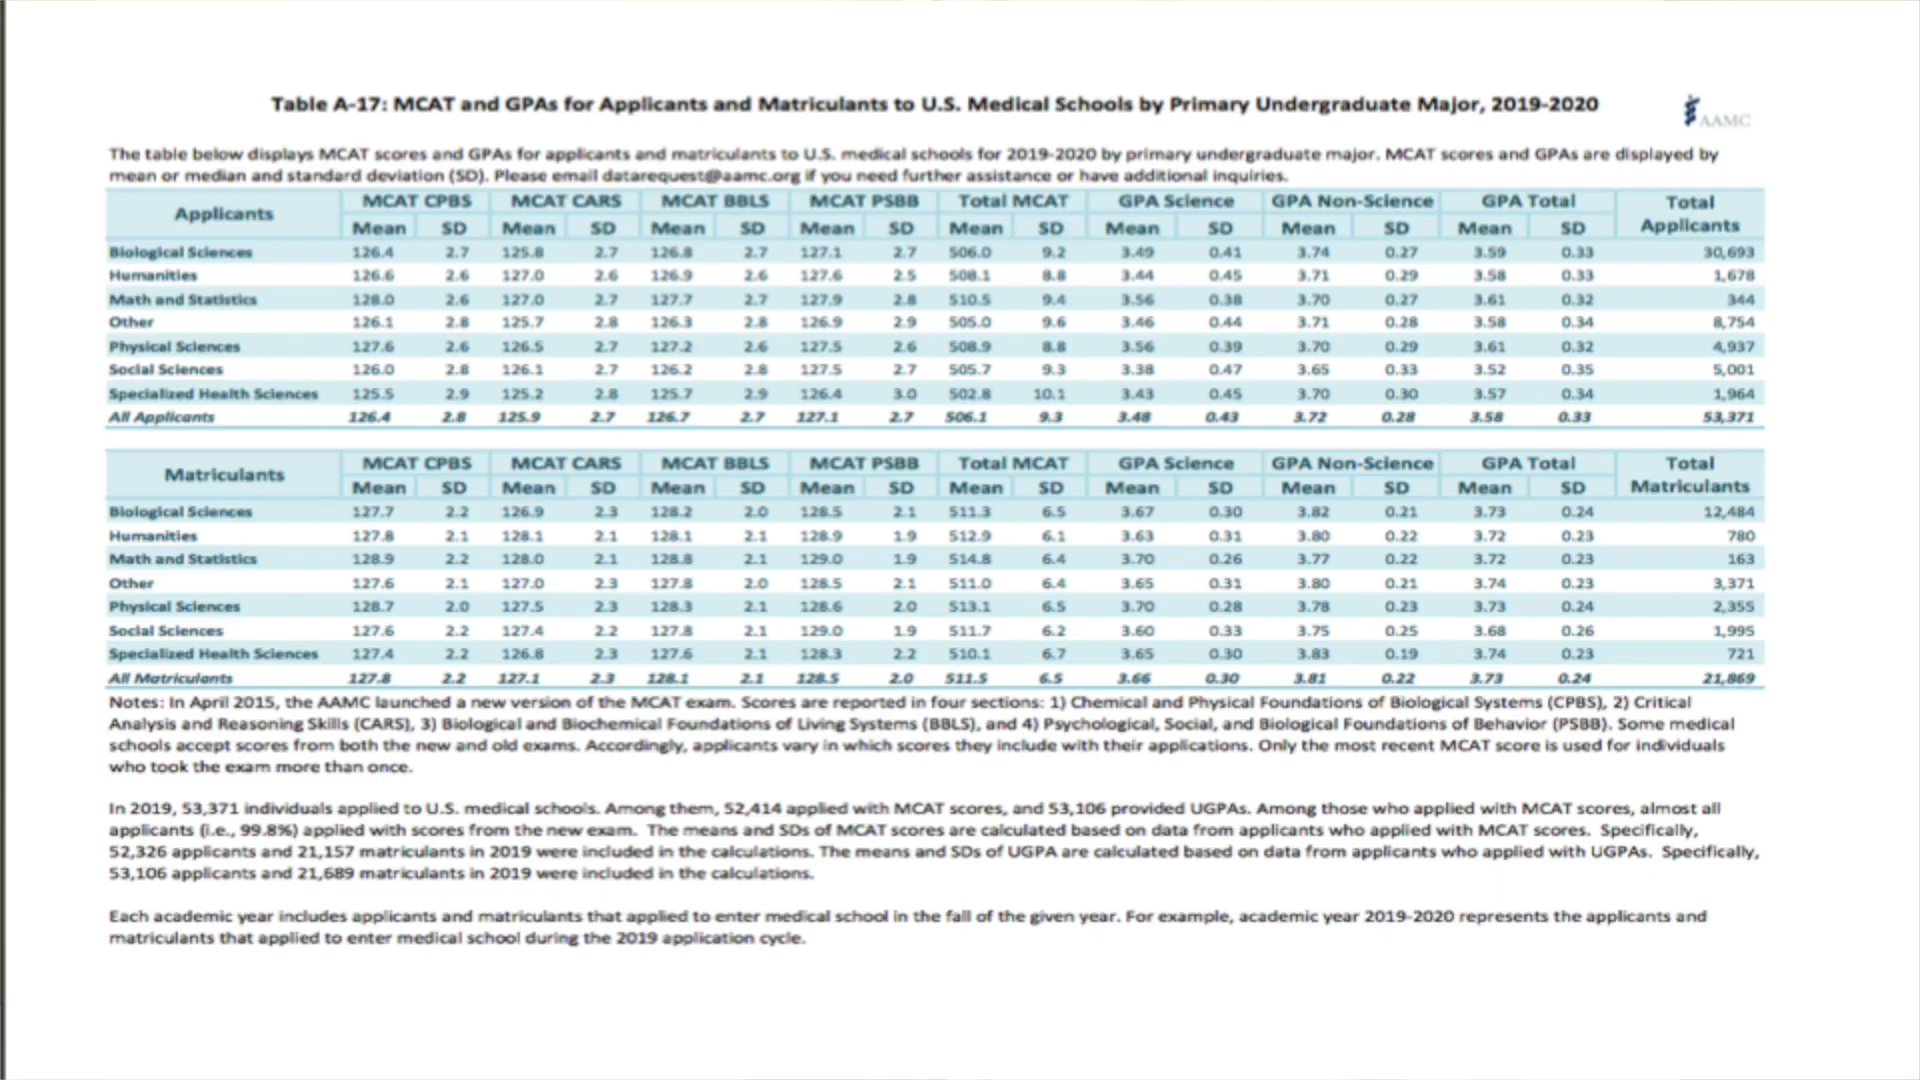 Table A-17: MCAT and GPAs for Applicants and Matriculants to U.S. Medical Schools by Primary Undergraduate Major, 2019-2020
AAMC
The table below displays MCAT scores and GPAs for applicants and matriculants to U.S. medical schools for 2019-2020 by primary undergraduate major. MCAT scores and GPAs are displayed by
mean or median and standard deviation (SD). Please email datarequest@aamc.org if you need further assistance or have additional inquiries.
Applicants MCAT CPBS MCAT CARS MCAT BBLS MCAT PSBB Total MCAT GPA Science GPA Non-Science GPA Total Total Applicants
Mean SD Mean SD Mean SD Mean SD Mean SD Mean SD Mean SD Mean SD
Biological Sciences 126.4 2.7 125.8 2.7 126.8 2.7 127.1 2.7 506.0 9.2 3.49 0.41 3.74 0.27 3.59 0.33 30,693
Humanities 126.6 2.6 127.0 2.6 126.9 2.6 127.6 2.5 508.1 8.8 3.44 0.45 3.71 0.29 3.58 0.33 1,678
Math and Statistics 128.0 2.6 127.0 2.7 127.7 2.7 127.9 2.8 510.5 9.4 3.56 0.38 3.70 0.27 3.61 0.32 344
Other 126.1 2.8 125.7 2.8 126.3 2.8 126.9 2.9 505.0 9.6 3.46 0.44 3.71 0.28 3.58 0.34 8,754
Physical Sciences 127.6 2.6 126.5 2.7 127.2 2.6 127.5 2.6 508.9 8.8 3.56 0.39 3.70 0.29 3.61 0.32 4,937
Social Sciences 126.0 2.8 126.1 2.7 126.2 2.8 127.5 2.7 505.7 9.3 3.38 0.47 3.65 0.33 3.52 0.35 5,001
Specialized Health Sciences 125.5 2.9 125.2 2.8 125.7 2.9 126.4 3.0 502.8 10.1 3.43 0.45 3.70 0.30 3.57 0.34 1,964
All Applicants 126.4 2.8 125.9 2.7 126.7 2.7 127.1 2.7 506.1 9.3 3.48 0.43 3.72 0.28 3.58 0.33 53,371
Matriculants MCAT CPBS MCAT CARS MCAT BBLS MCAT PSBB Total MCAT GPA Science GPA Non-Science GPA Total Total Matriculants
Mean SD Mean SD Mean SD Mean SD Mean SD Mean SD Mean SD Mean SD
Biological Sciences 127.7 2.2 126.9 2.3 128.2 2.0 128.5 2.1 511.3 6.5 3.67 0.30 3.82 0.21 3.73 0.24 12,484
Humanities 127.8 2.1 128.1 2.1 128.1 2.1 128.9 1.9 512.9 6.1 3.63 0.31 3.80 0.22 3.72 0.23 780
Math and Statistics 128.9 2.2 128.0 2.1 128.8 2.1 129.0 1.9 514.8 6.4 3.70 0.26 3.77 0.22 3.72 0.23 163
Other 127.6 2.1 127.0 2.3 127.8 2.0 128.5 2.1 511.0 6.4 3.65 0.31 3.80 0.21 3.74 0.23 3,371
Physical Sciences 128.7 2.0 127.5 2.3 128.3 2.1 128.6 2.0 513.1 6.5 3.70 0.28 3.78 0.23 3.73 0.24 2,355
Social Sciences 127.6 2.2 127.4 2.2 127.8 2.1 129.0 1.9 511.7 6.2 3.60 0.33 3.75 0.25 3.68 0.26 1,995
Specialized Health Sciences 127.4 2.2 126.8 2.3 127.6 2.1 128.3 2.2 510.1 6.7 3.65 0.30 3.83 0.19 3.74 0.23 721
All Matriculants 127.8 2.2 127.1 2.3 128.1 2.1 128.5 2.0 511.5 6.5 3.66 0.30 3.81 0.22 3.73 0.24 21,869
Notes: In April 2015, the AAMC launched a new version of the MCAT exam. Scores are reported in four sections: 1) Chemical and Physical Foundations of Biological Systems (CPBS), 2) Critical
Analysis and Reasoning Skills (CARS), 3) Biological and Biochemical Foundations of Living Systems (BBLS), and 4) Psychological, Social, and Biological Foundations of Behavior (PSBB). Some medical
schools accept scores from both the new and old exams. Accordingly, applicants vary in which scores they include with their applications. Only the most recent MCAT score is used for individuals
who took the exam more than once.
In 2019, 53,371 individuals applied to U.S. medical schools. Among them, 52,414 applied with MCAT scores, and 53,106 provided UGPAs. Among those who applied with MCAT scores, almost all
applicants (i.e., 99.8%) applied with scores from the new exam. The means and SDs of MCAT scores are calculated based on data from applicants who applied with MCAT scores. Specifically,
52,326 applicants and 21,157 matriculants in 2019 were included in the calculations. The means and SDs of UGPA are calculated based on data from applicants who applied with UGPAs. Specifically,
53,106 applicants and 21,689 matriculants in 2019 were included in the calculations.
Each academic year includes applicants and matriculants that applied to enter medical school in the fall of the given year. For example, academic year 2019-2020 represents the applicants and
matriculants that applied to enter medical school during the 2019 application cycle.